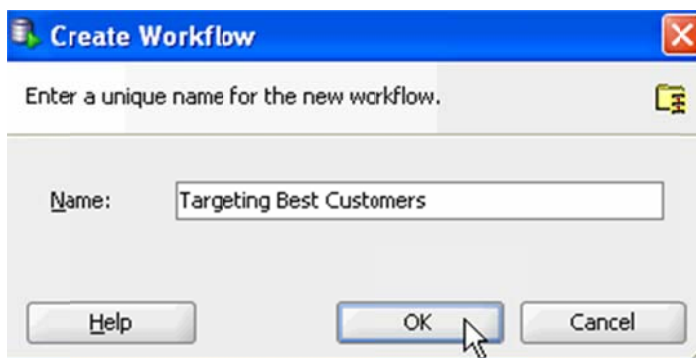 Create Workflow
Enter a unique name for the new workflow.
Name: Targeting Best Customers
Help OK Cancel